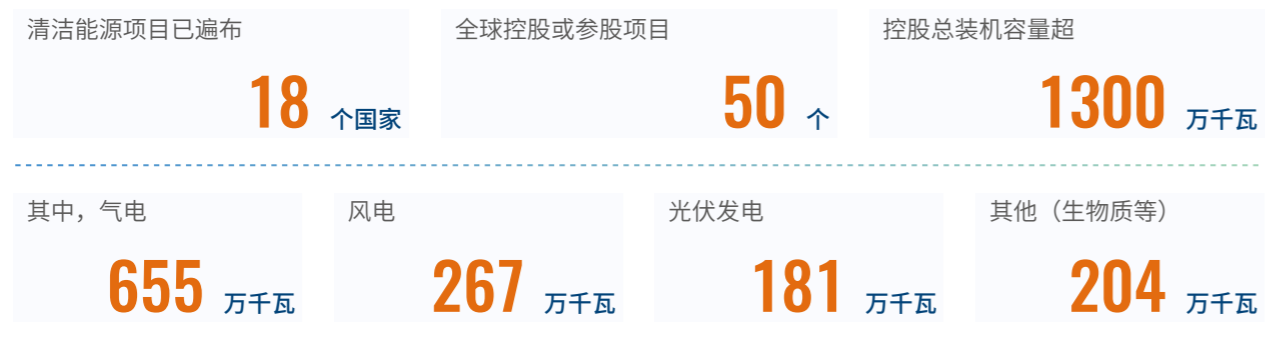 清洁能源项目已遍布
18 个国家
全球控股或参股项目
50 个
控股总装机容量超
1300 万千瓦
其中，气电
655 万千瓦
风电
267 万千瓦
光伏发电
181 万千瓦
其他（生物质等）
204 万千瓦